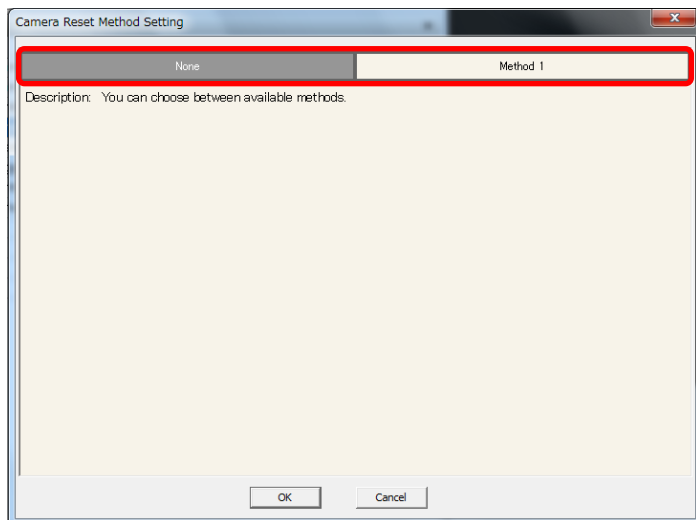 Camera Reset Method Setting
None
Method 1
Description: You can choose between available methods.
OK
Cancel